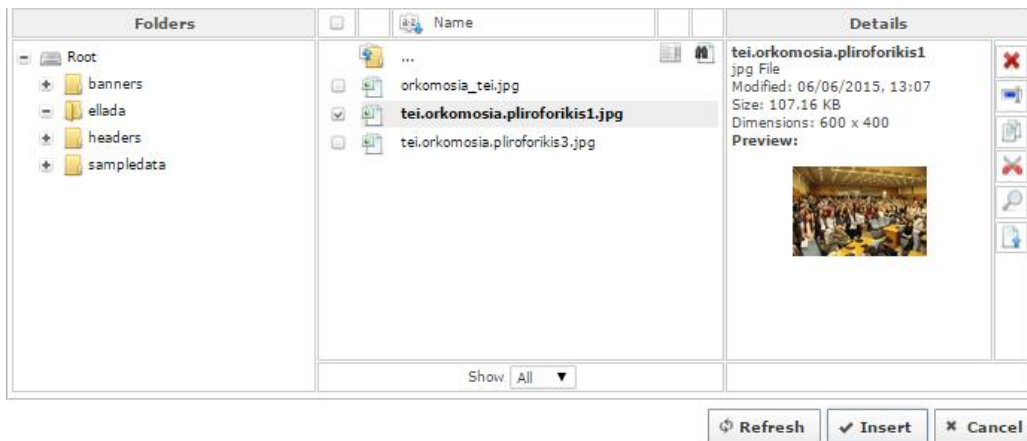 Folders
Name
Details
Root
banners
ellada
headers
sampledata
...
orkomosia_tei.jpg
tei.orkomosia.pliroforikis1.jpg
tei.orkomosia.pliroforikis3.jpg
tei.orkomosia.pliroforikis1
jpg File
Modified: 06/06/2015, 13:07
Size: 107.16 KB
Dimensions: 600 x 400
Preview:
Show All
Refresh
Insert
Cancel